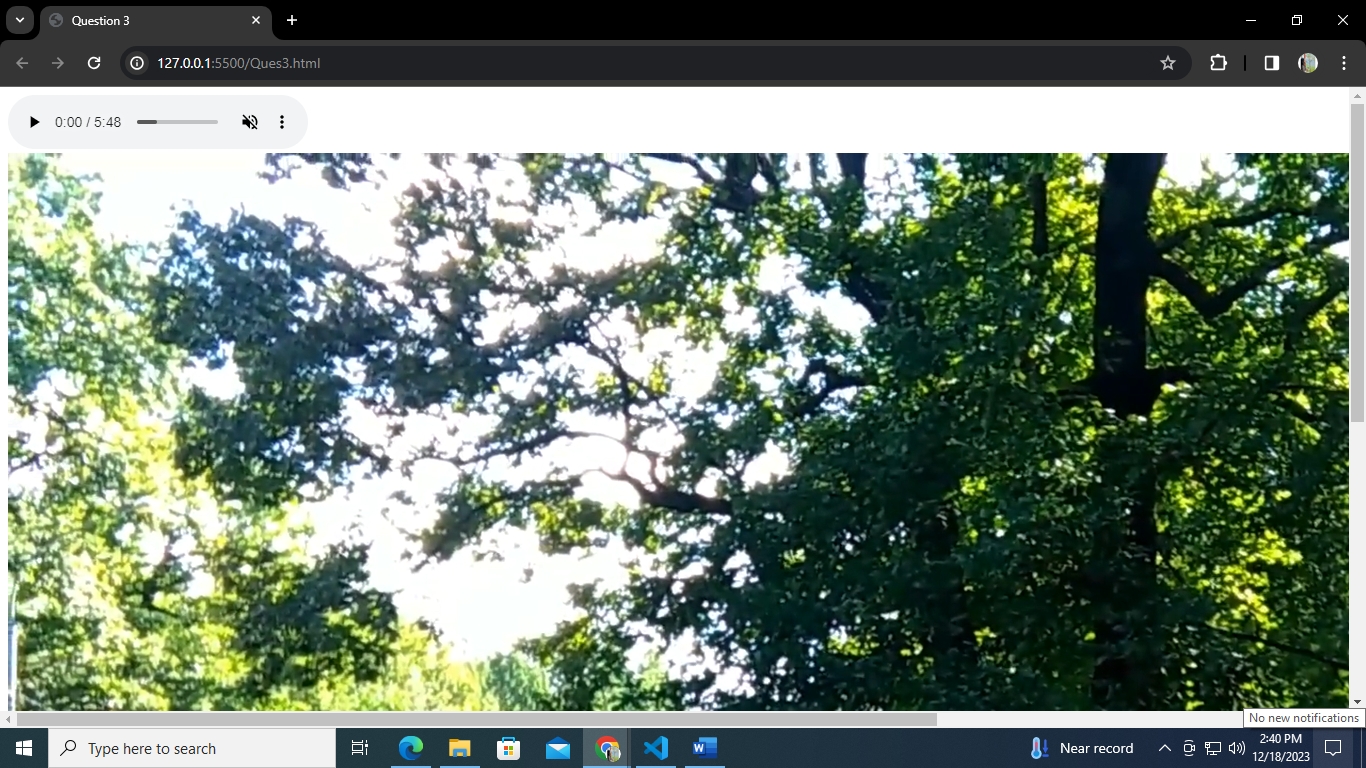 Question 3
127.0.0.1:5500/Ques3.html
0:00 / 5:48
No new notifications
Type here to search
Near record
2:40 PM
12/18/2023